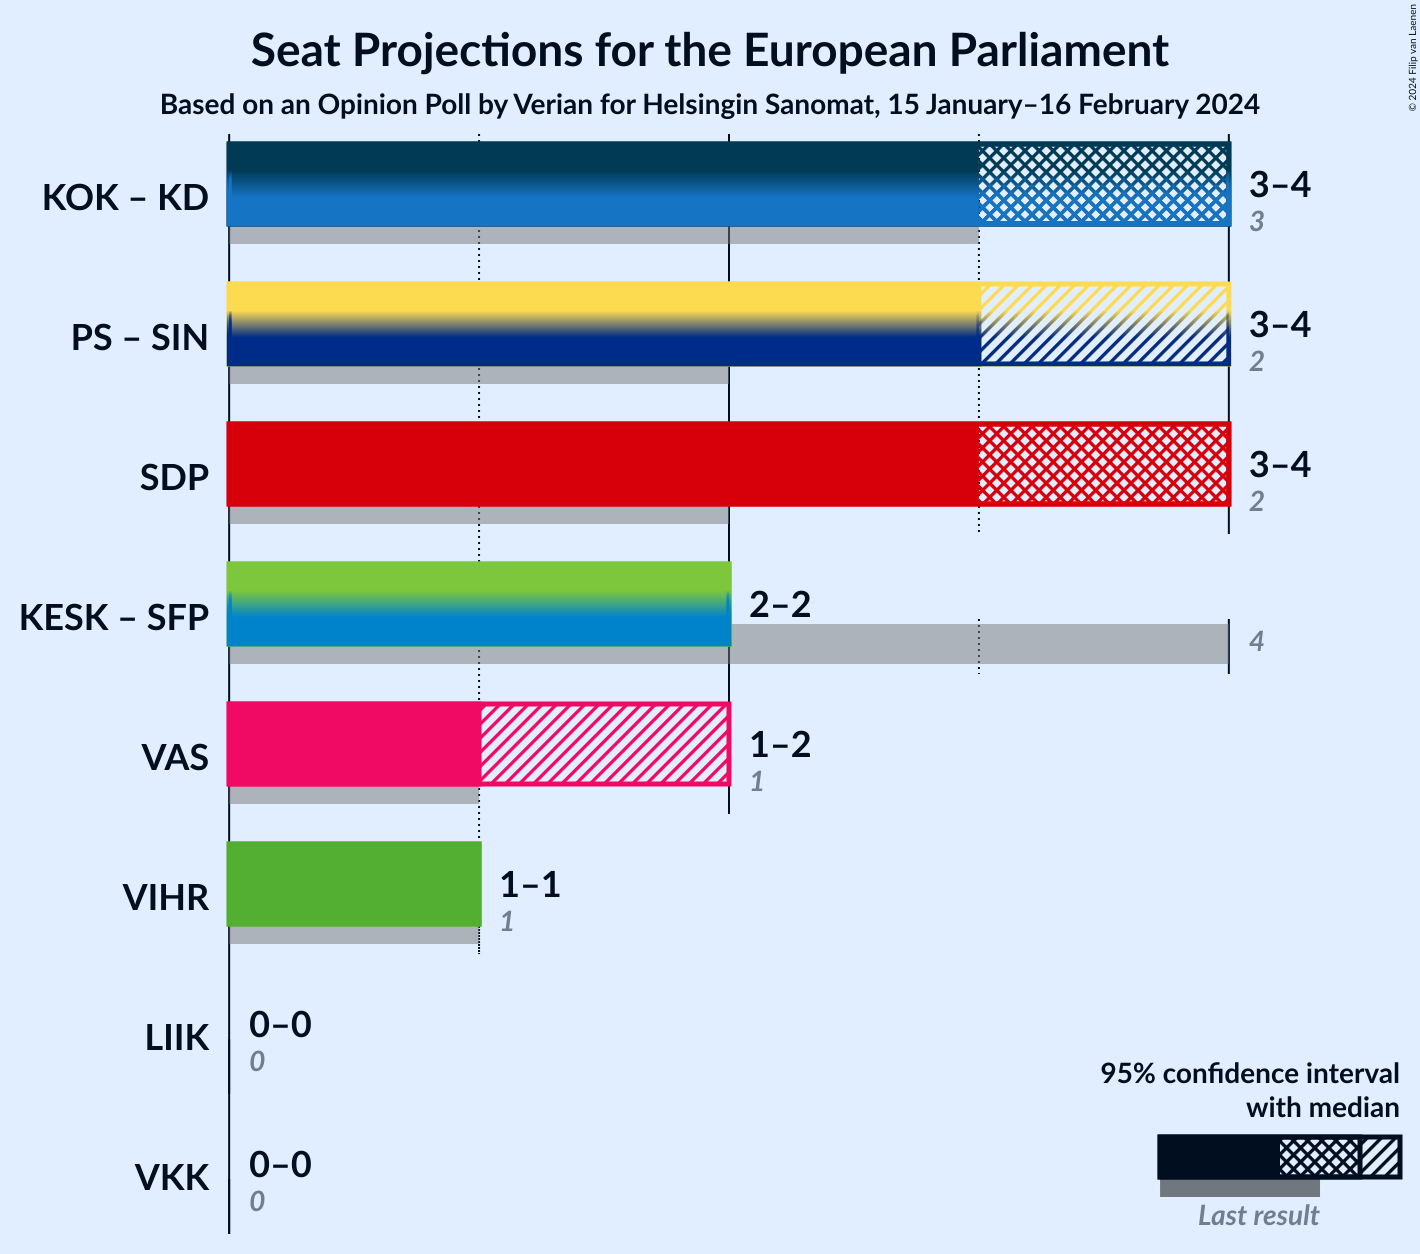 Seat Projections for the European Parliament
Based on an Opinion Poll by Verian for Helsingin Sanomat, 15 January–16 February 2024
© 2024 Filip van Laenen
KOK – KD
3–4
3
PS – SIN
3–4
2
SDP
3–4
2
KESK – SFP
2–2
4
VAS
1–2
1
VIHR
1–1
1
LIIK
0–0
0
VKK
0–0
0
95% confidence interval
with median
Last result